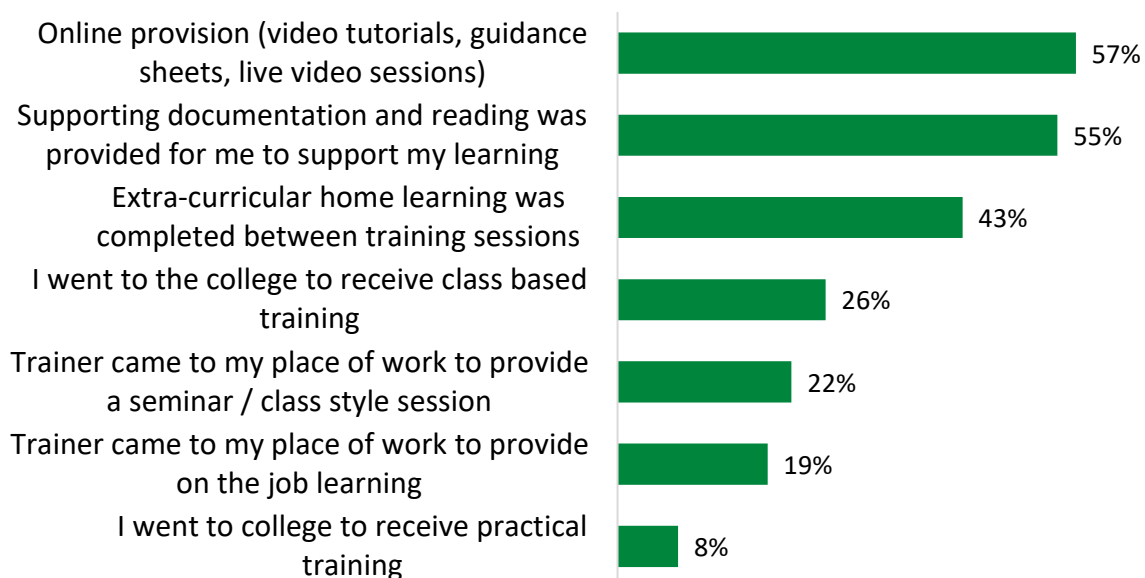 Online provision (video tutorials, guidance
sheets, live video sessions)
57%
Supporting documentation and reading was
provided for me to support my learning
55%
Extra-curricular home learning was
completed between training sessions
43%
I went to the college to receive class based
training
26%
Trainer came to my place of work to provide
a seminar / class style session
22%
Trainer came to my place of work to provide
on the job learning
19%
I went to college to receive practical
training
8%